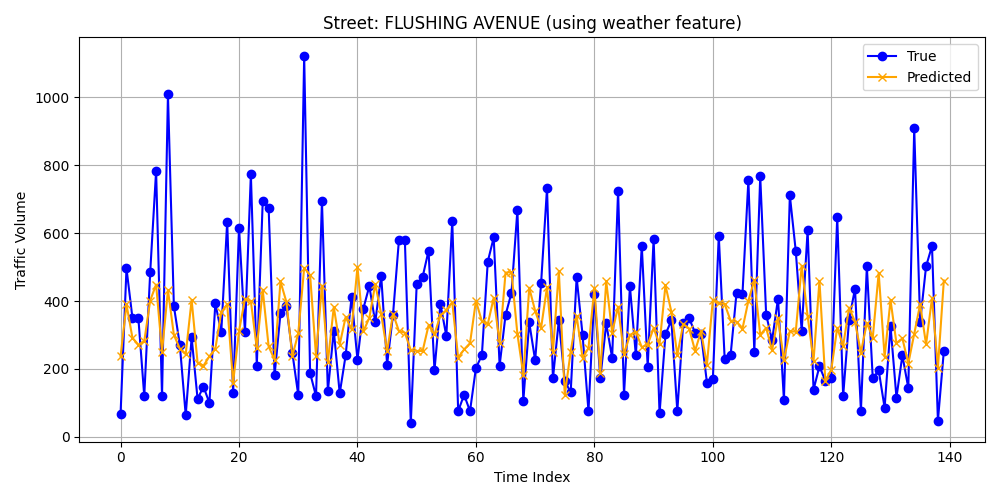 Street: FLUSHING AVENUE (using weather feature)
True
Predicted
Traffic Volume
1000
800
600
400
200
0
0 20 40 60 80 100 120 140
Time Index